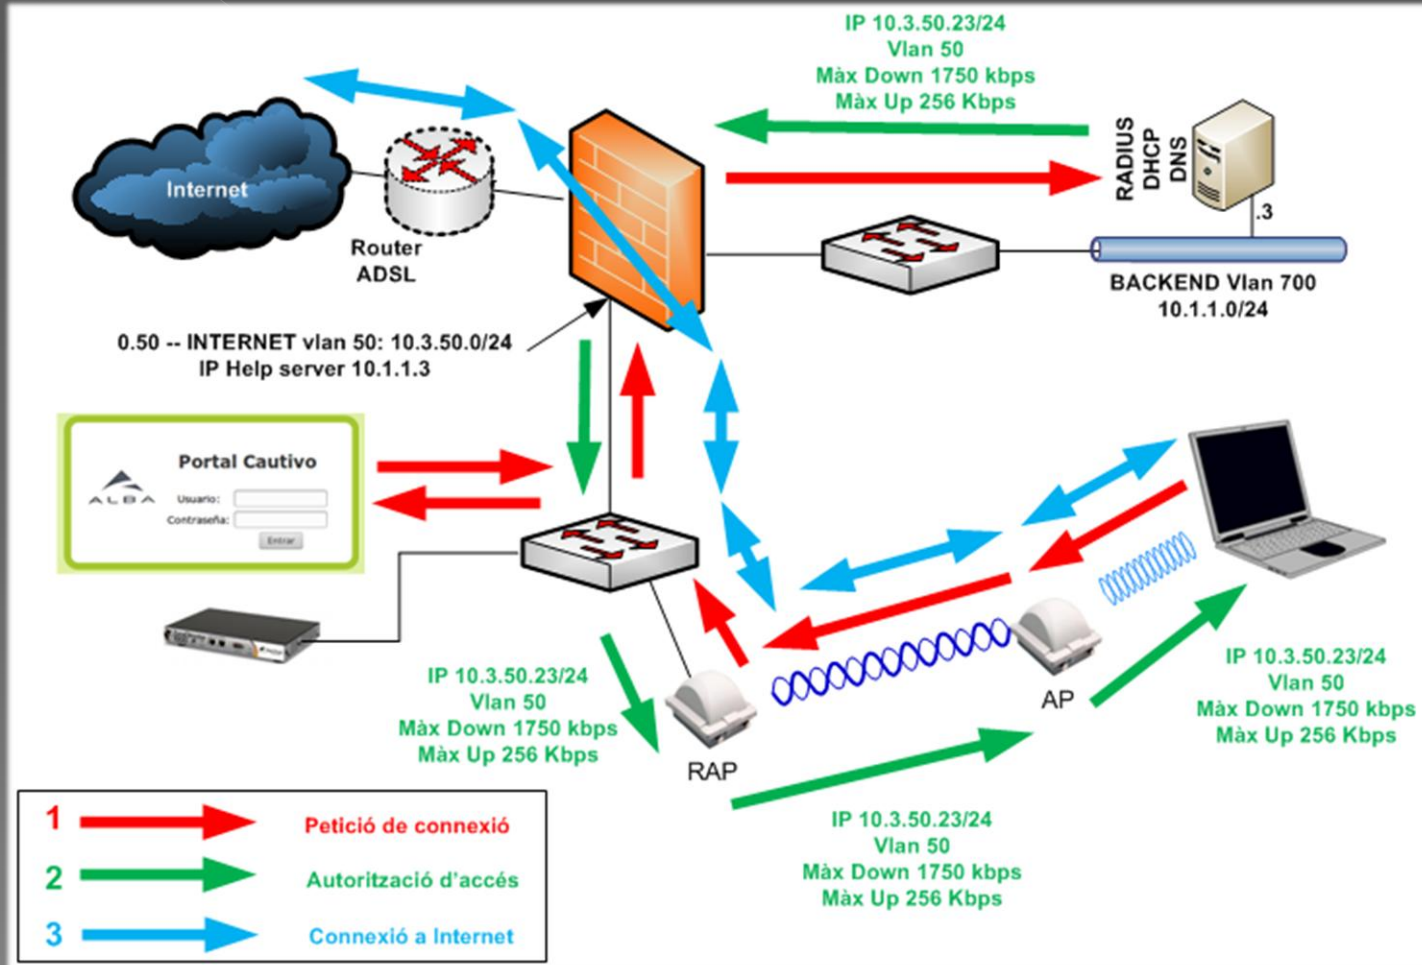 IP 10.3.50.23/24
Vlan 50
Màx Down 1750 kbps
Màx Up 256 Kbps
RADIUS
DHCP
DNS
.3
Internet
Router
ADSL
BACKEND Vlan 700
10.1.1.0/24
0.50 -- INTERNET vlan 50: 10.3.50.0/24
IP Help server 10.1.1.3
Portal Cautivo
ALBA
Usuario:
Contraseña:
Entrar
IP 10.3.50.23/24
Vlan 50
Màx Down 1750 kbps
Màx Up 256 Kbps
RAP
AP
IP 10.3.50.23/24
Vlan 50
Màx Down 1750 kbps
Màx Up 256 Kbps
IP 10.3.50.23/24
Vlan 50
Màx Down 1750 kbps
Màx Up 256 Kbps
1 Petició de connexió
2 Autorització d'accés
3 Connexió a Internet